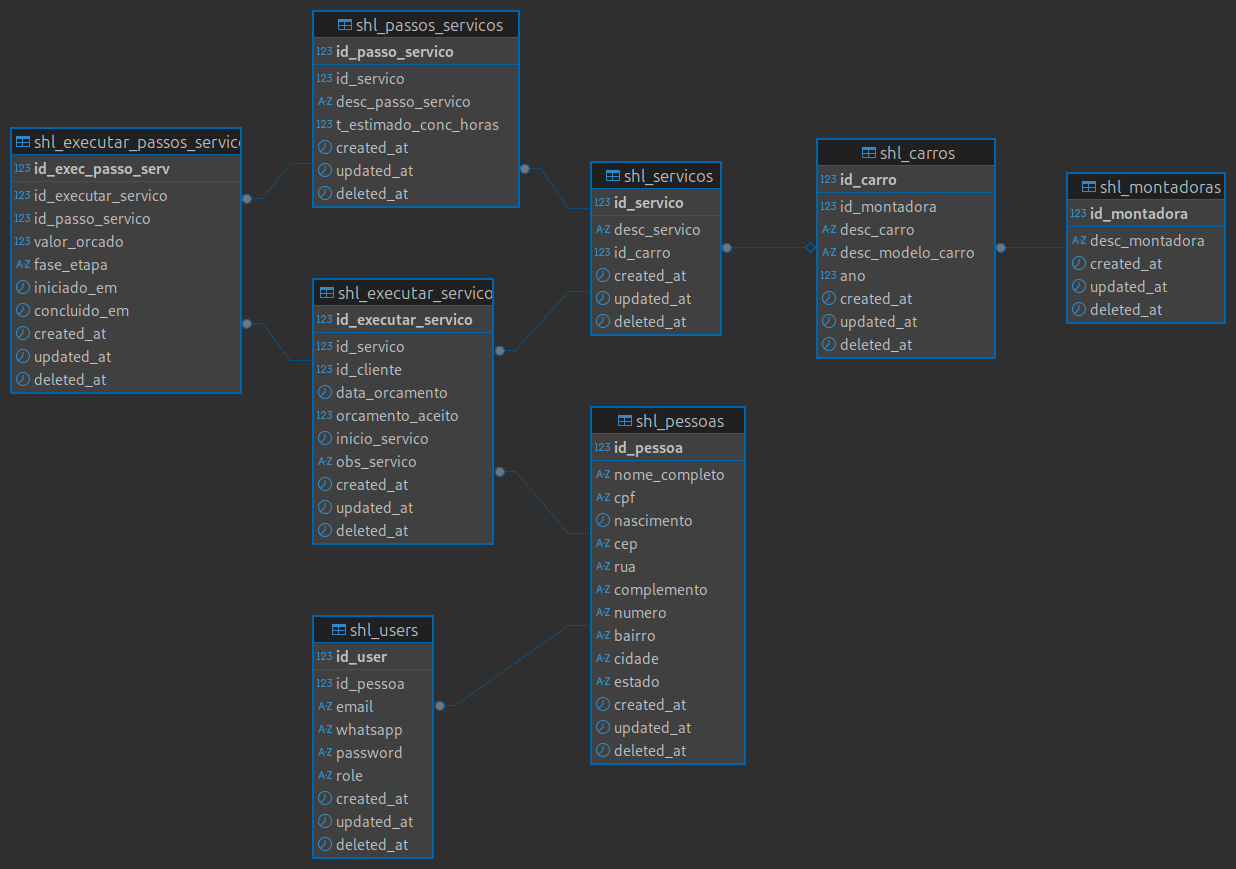 shl_passos_servicos
123 id_passo_servico
123 id_servico
A-Z desc_passo_servico
123 t_estimado_conc_horas
created_at
updated_at
deleted_at
shl_executar_passos_servico
123 id_exec_passo_serv
123 id_executar_servico
123 id_passo_servico
123 valor_orcado
A-Z fase_etapa
iniciado_em
concluido_em
created_at
updated_at
deleted_at
shl_executar_servico
123 id_executar_servico
123 id_servico
123 id_cliente
data_orcamento
123 orcamento_aceito
inicio_servico
A-Z obs_servico
created_at
updated_at
deleted_at
shl_servicos
123 id_servico
A-Z desc_servico
123 id_carro
created_at
updated_at
deleted_at
shl_carros
123 id_carro
123 id_montadora
A-Z desc_carro
A-Z desc_modelo_carro
123 ano
created_at
updated_at
deleted_at
shl_montadoras
123 id_montadora
A-Z desc_montadora
created_at
updated_at
deleted_at
shl_pessoas
123 id_pessoa
A-Z nome_completo
A-Z cpf
nascimento
A-Z cep
A-Z rua
A-Z complemento
A-Z numero
A-Z bairro
A-Z cidade
A-Z estado
created_at
updated_at
deleted_at
shl_users
123 id_user
123 id_pessoa
A-Z email
A-Z whatsapp
A-Z password
A-Z role
created_at
updated_at
deleted_at